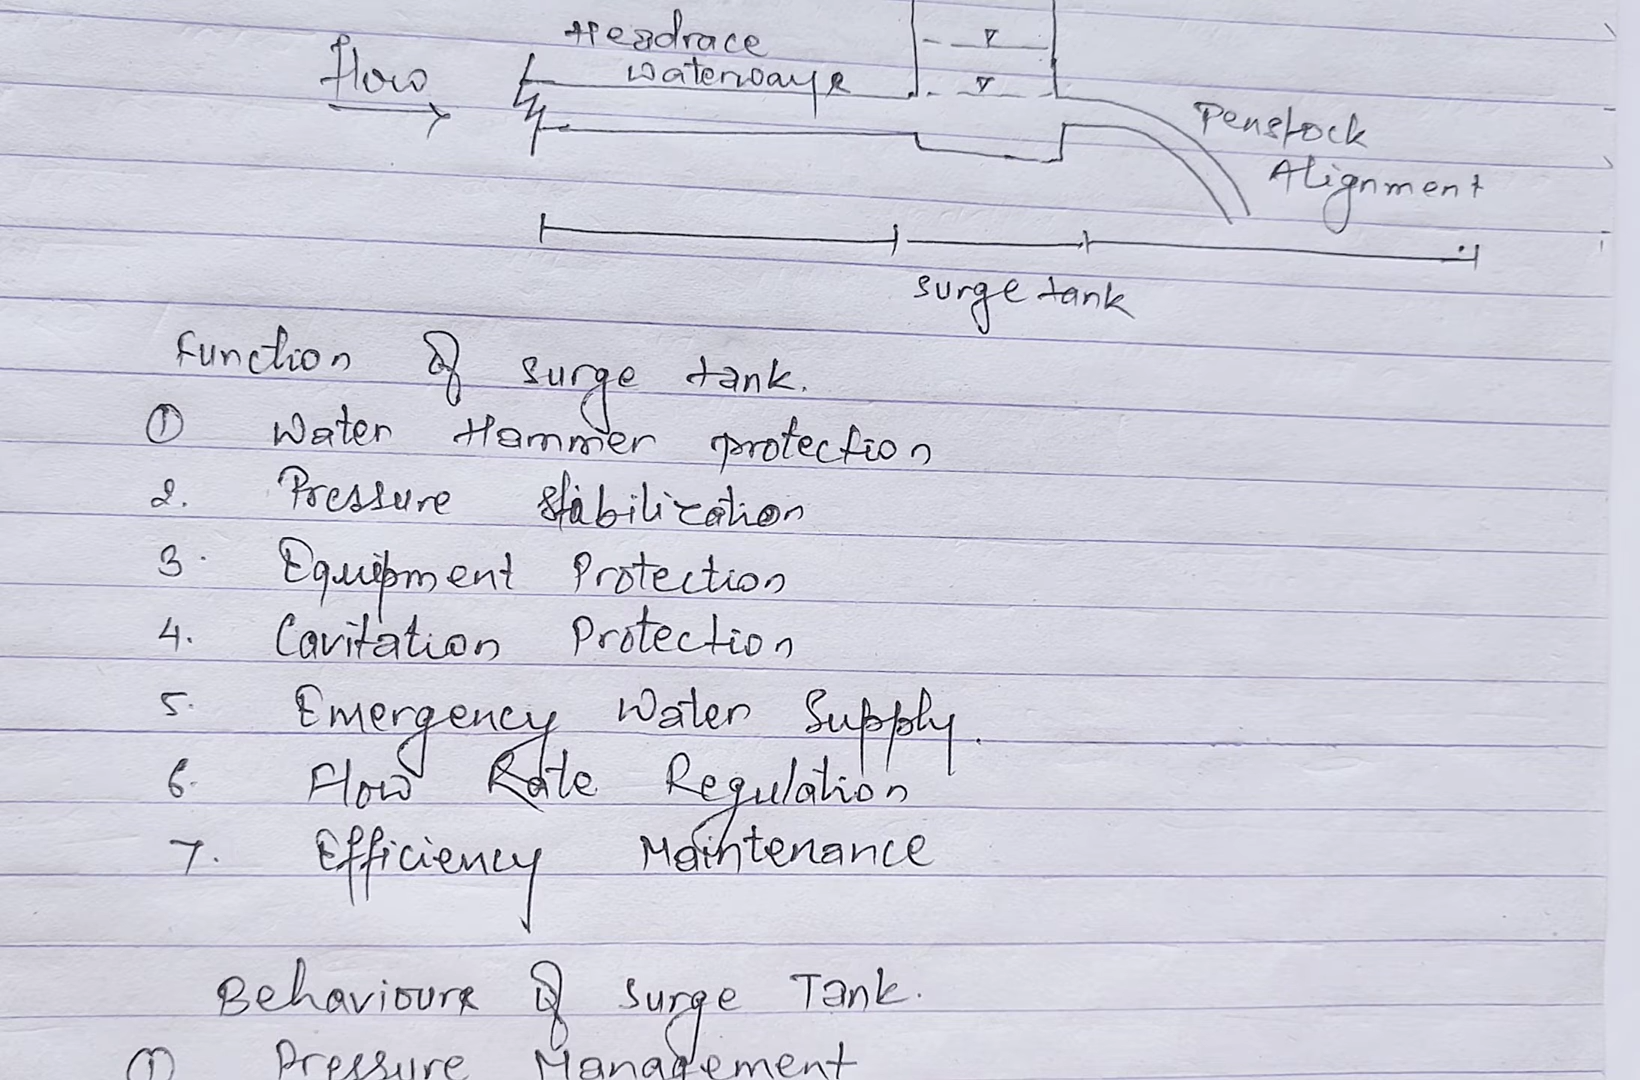 Headrace
flow
waterways
Penstock
Alignment
surge tank
Function of surge tank.
① Water Hammer protection
2. Pressure stabilization
3. Equipment Protection
4. Cavitation Protection
5. Emergency Water Supply.
6. Flow Rate Regulation
7. Efficiency Maintenance
Behaviours of surge Tank.
① Pressure Management